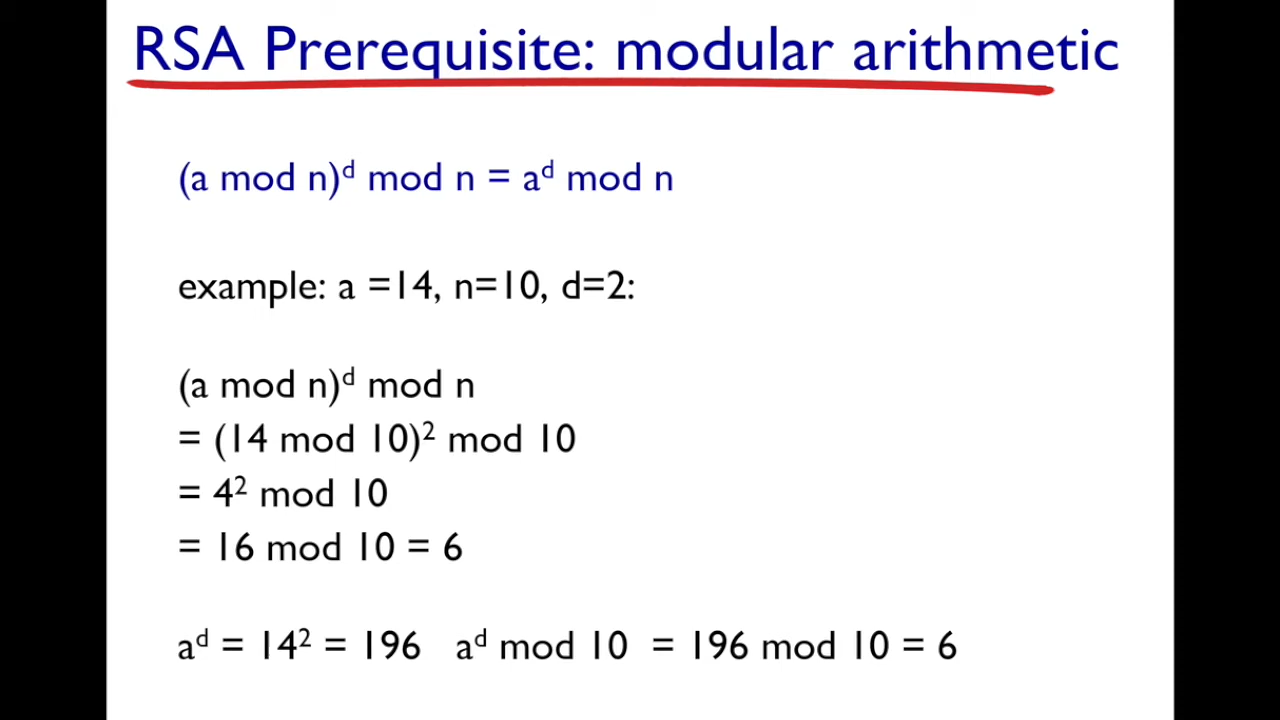 RSA Prerequisite: modular arithmetic
(a mod n)ᵈ mod n = aᵈ mod n
example: a =14, n=10, d=2:
(a mod n)ᵈ mod n
= (14 mod 10)² mod 10
= 4² mod 10
= 16 mod 10 = 6
aᵈ = 14² = 196 aᵈ mod 10 = 196 mod 10 = 6